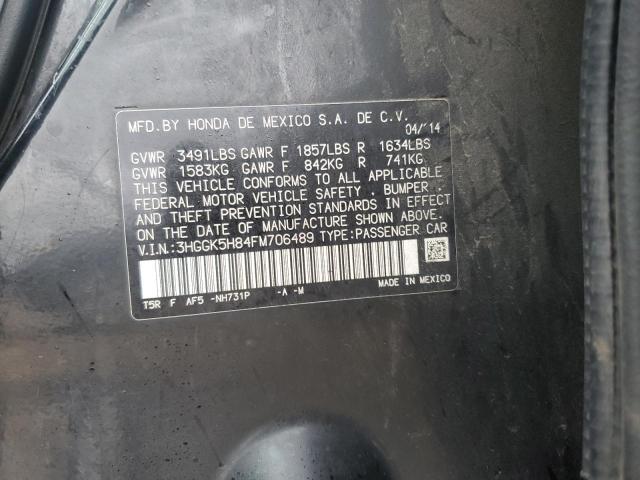 MFD.BY HONDA DE MEXICO S.A. DE C.V.
04/'14
GVWR 3491LBS GAWR F 1857LBS R 1634LBS
GVWR 1583KG GAWR F 842KG R 741KG
THIS VEHICLE CONFORMS TO ALL APPLICABLE
FEDERAL MOTOR VEHICLE SAFETY, BUMPER,
AND THEFT PREVENTION STANDARDS IN EFFECT
ON THE DATE OF MANUFACTURE SHOWN ABOVE.
V.I.N.:3HGGK5H84FM706489 TYPE:PASSENGER CAR
T5R F AF5 -NH731P -A -M MADE IN MEXICO